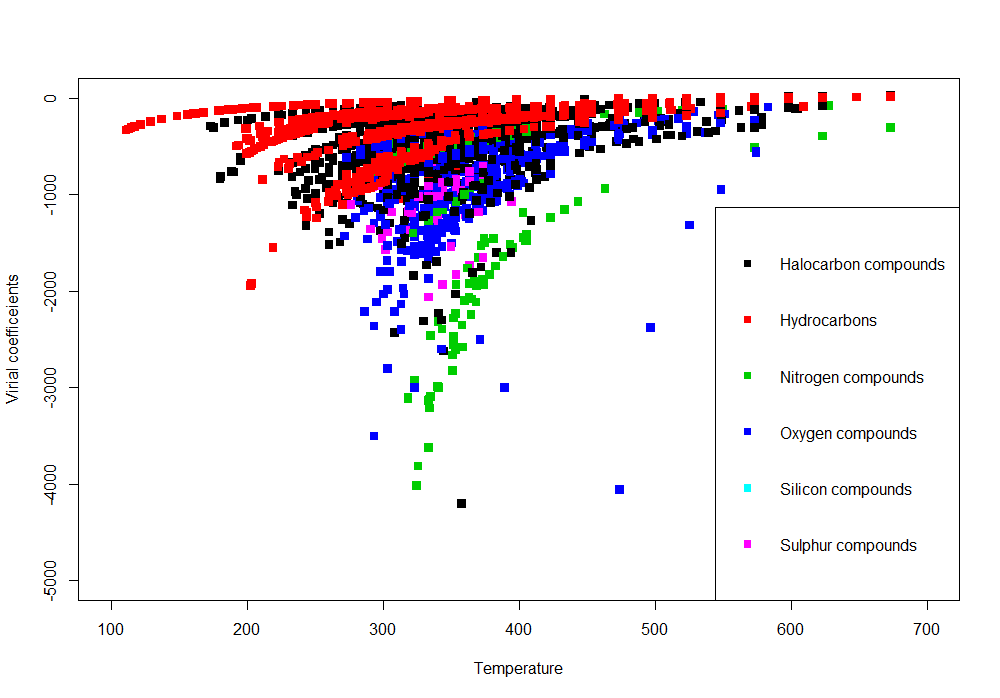 0
-1000
-2000
-3000
-4000
-5000
Virial coefficeients
Halocarbon compounds
Hydrocarbons
Nitrogen compounds
Oxygen compounds
Silicon compounds
Sulphur compounds
100 200 300 400 500 600 700
Temperature